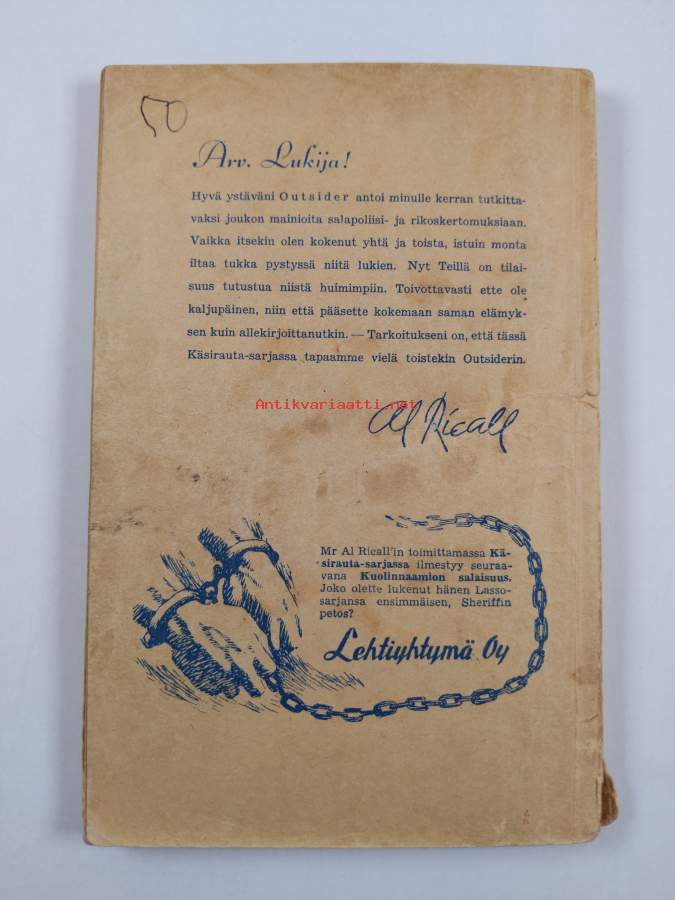 50
Arv. Lukija!
Hyvä ystäväni Outsider antoi minulle kerran tutkitta-
vaksi joukon mainioita salapoliisi- ja rikoskertomuksiaan.
Vaikka itsekin olen kokenut yhtä ja toista, istuin monta
iltaa tukka pystyssä niitä lukien. Nyt Teillä on tilai-
suus tutustua niistä huimimpiin. Toivottavasti ette ole
kaljupäinen, niin että pääsette kokemaan saman elämyk-
sen kuin allekirjoittanutkin. — Tarkoitukseni on, että tässä
Käsirauta-sarjassa tapaamme vielä toistekin Outsiderin.
Antikvariaatti.net
Al Ricall
Mr Al Ricall'in toimittamassa Kä-
sirauta-sarjassa ilmestyy seuraa-
vana Kuolinnaamion salaisuus.
Joko olette lukenut hänen Lasso-
sarjansa ensimmäisen, Sheriffin
petos?
Lehtiyhtymä Oy